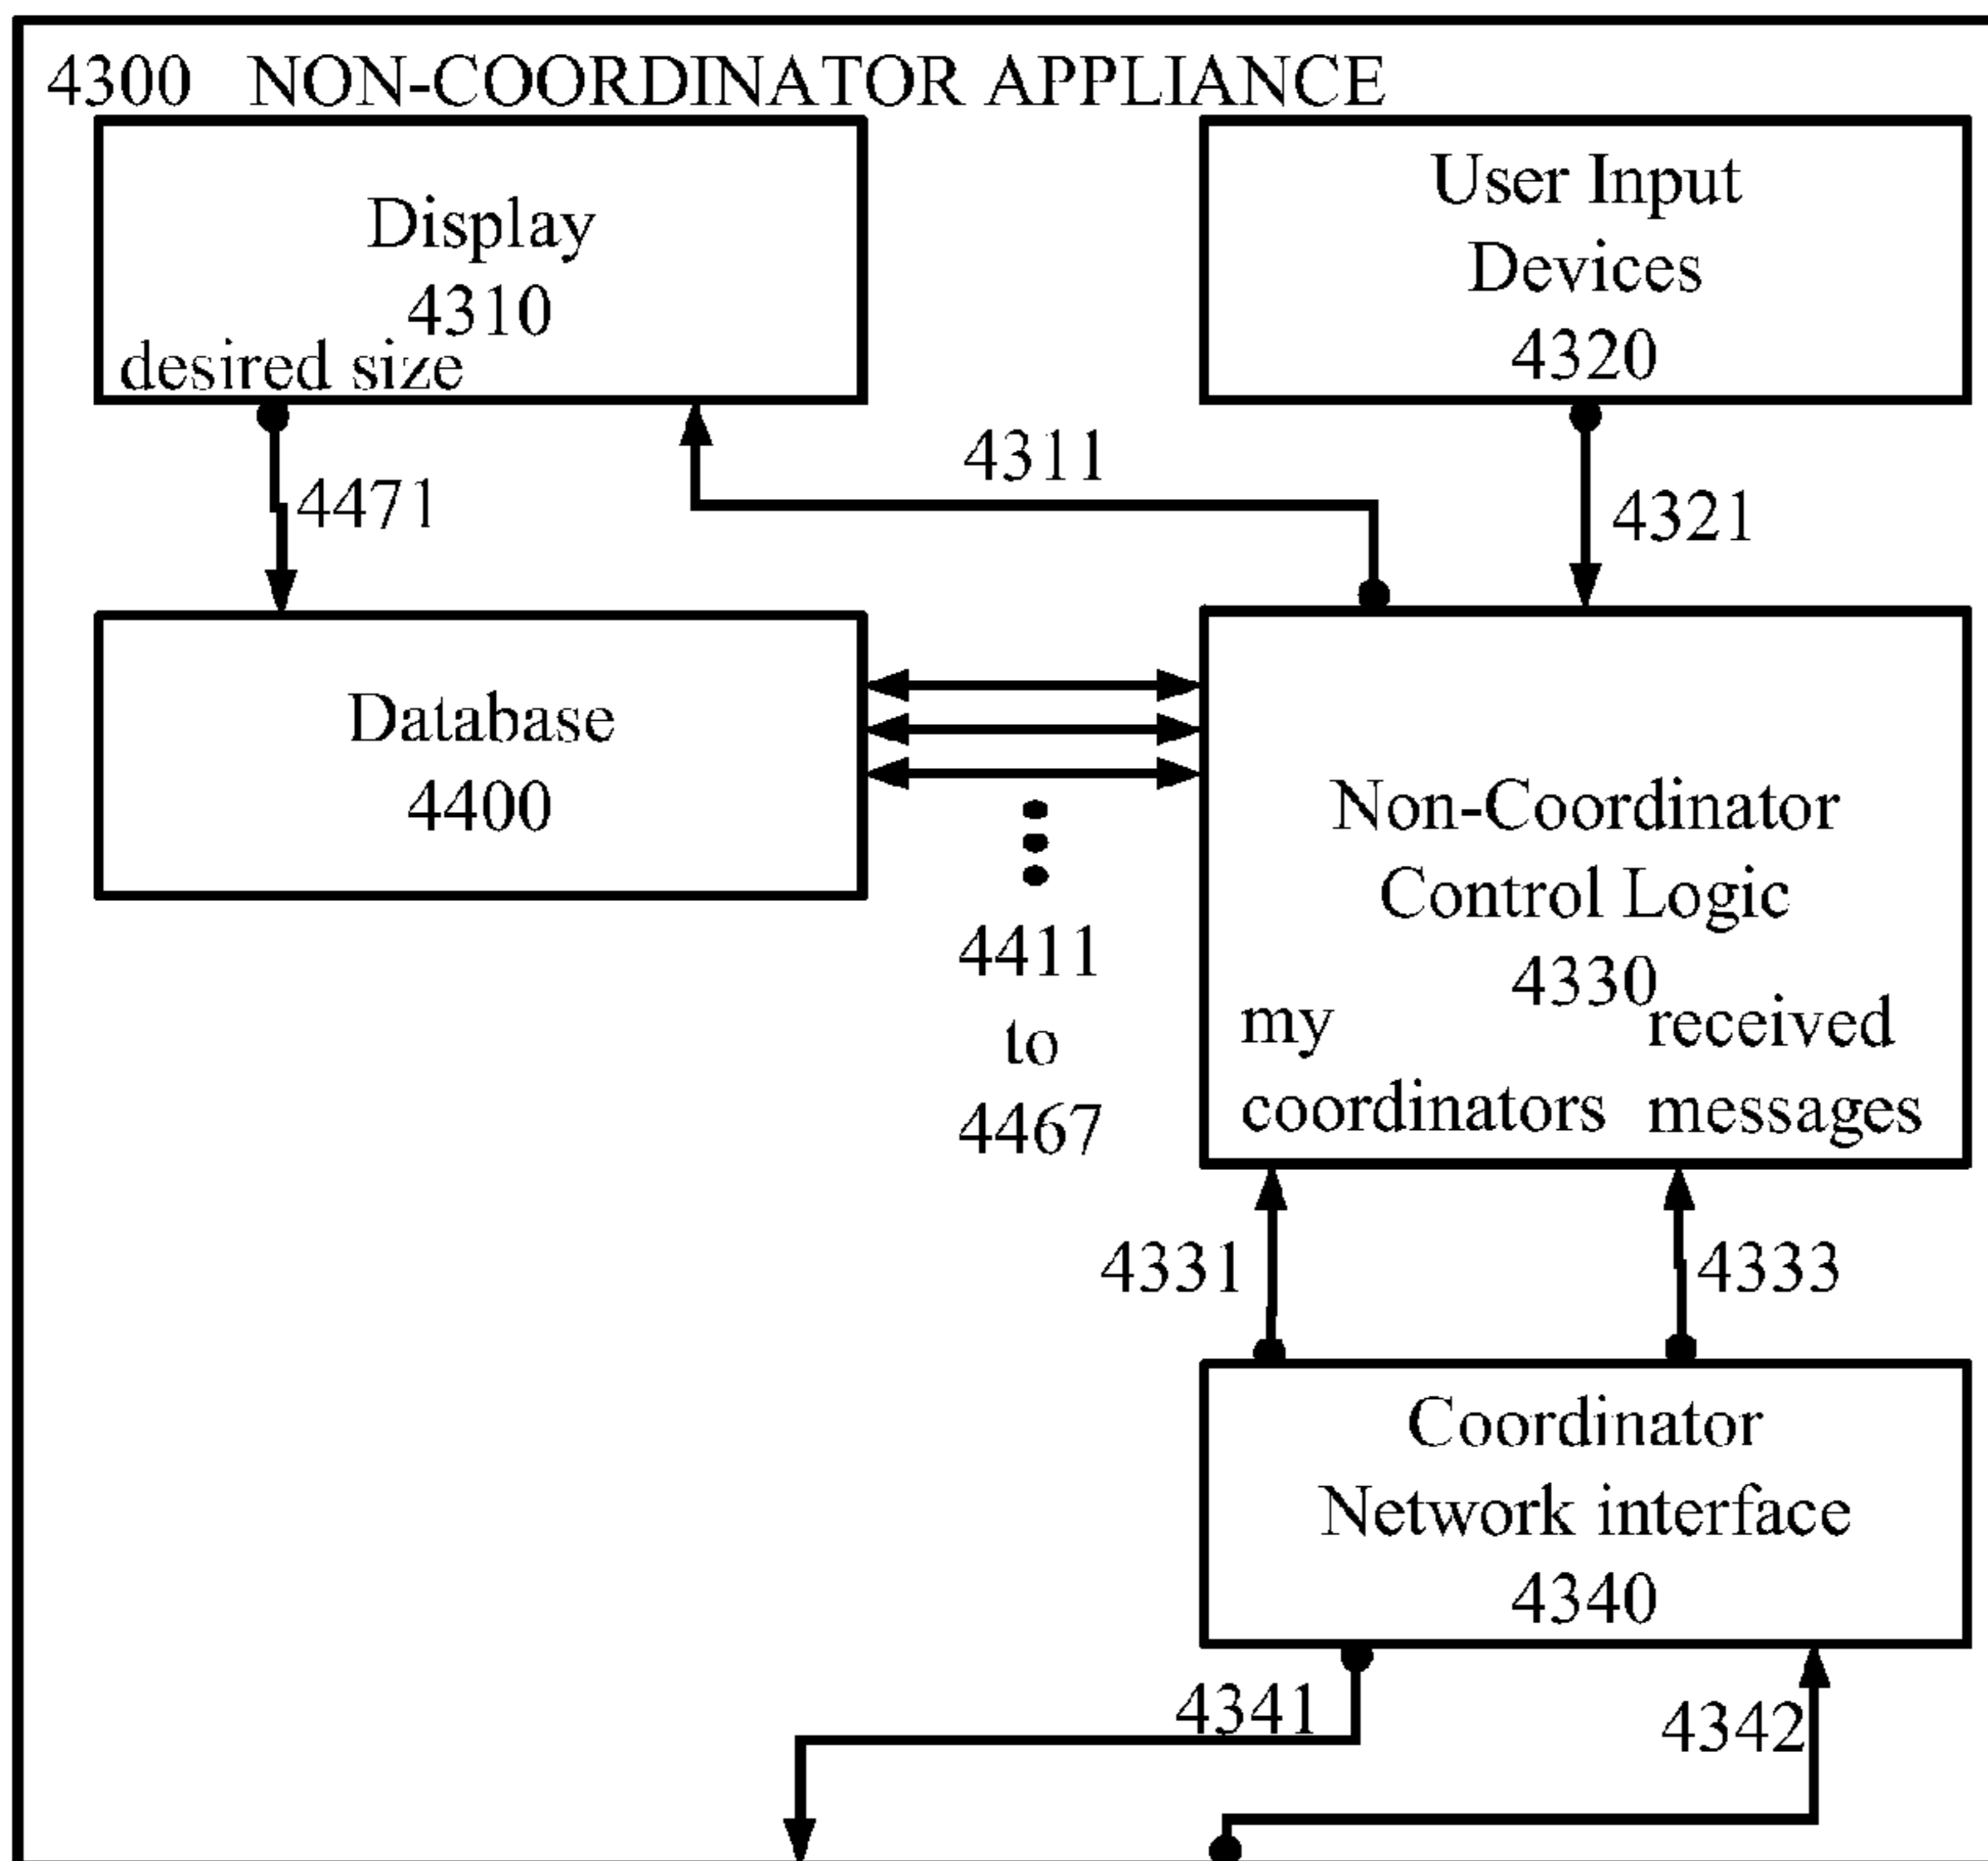 4300 NON-COORDINATOR APPLIANCE
Display
4310
desired size
User Input
Devices
4320
4471
4311
4321
Database
4400
4411
to
4467
Non-Coordinator
Control Logic
4330
my
coordinators
received
messages
4331
4333
Coordinator
Network interface
4340
4341
4342